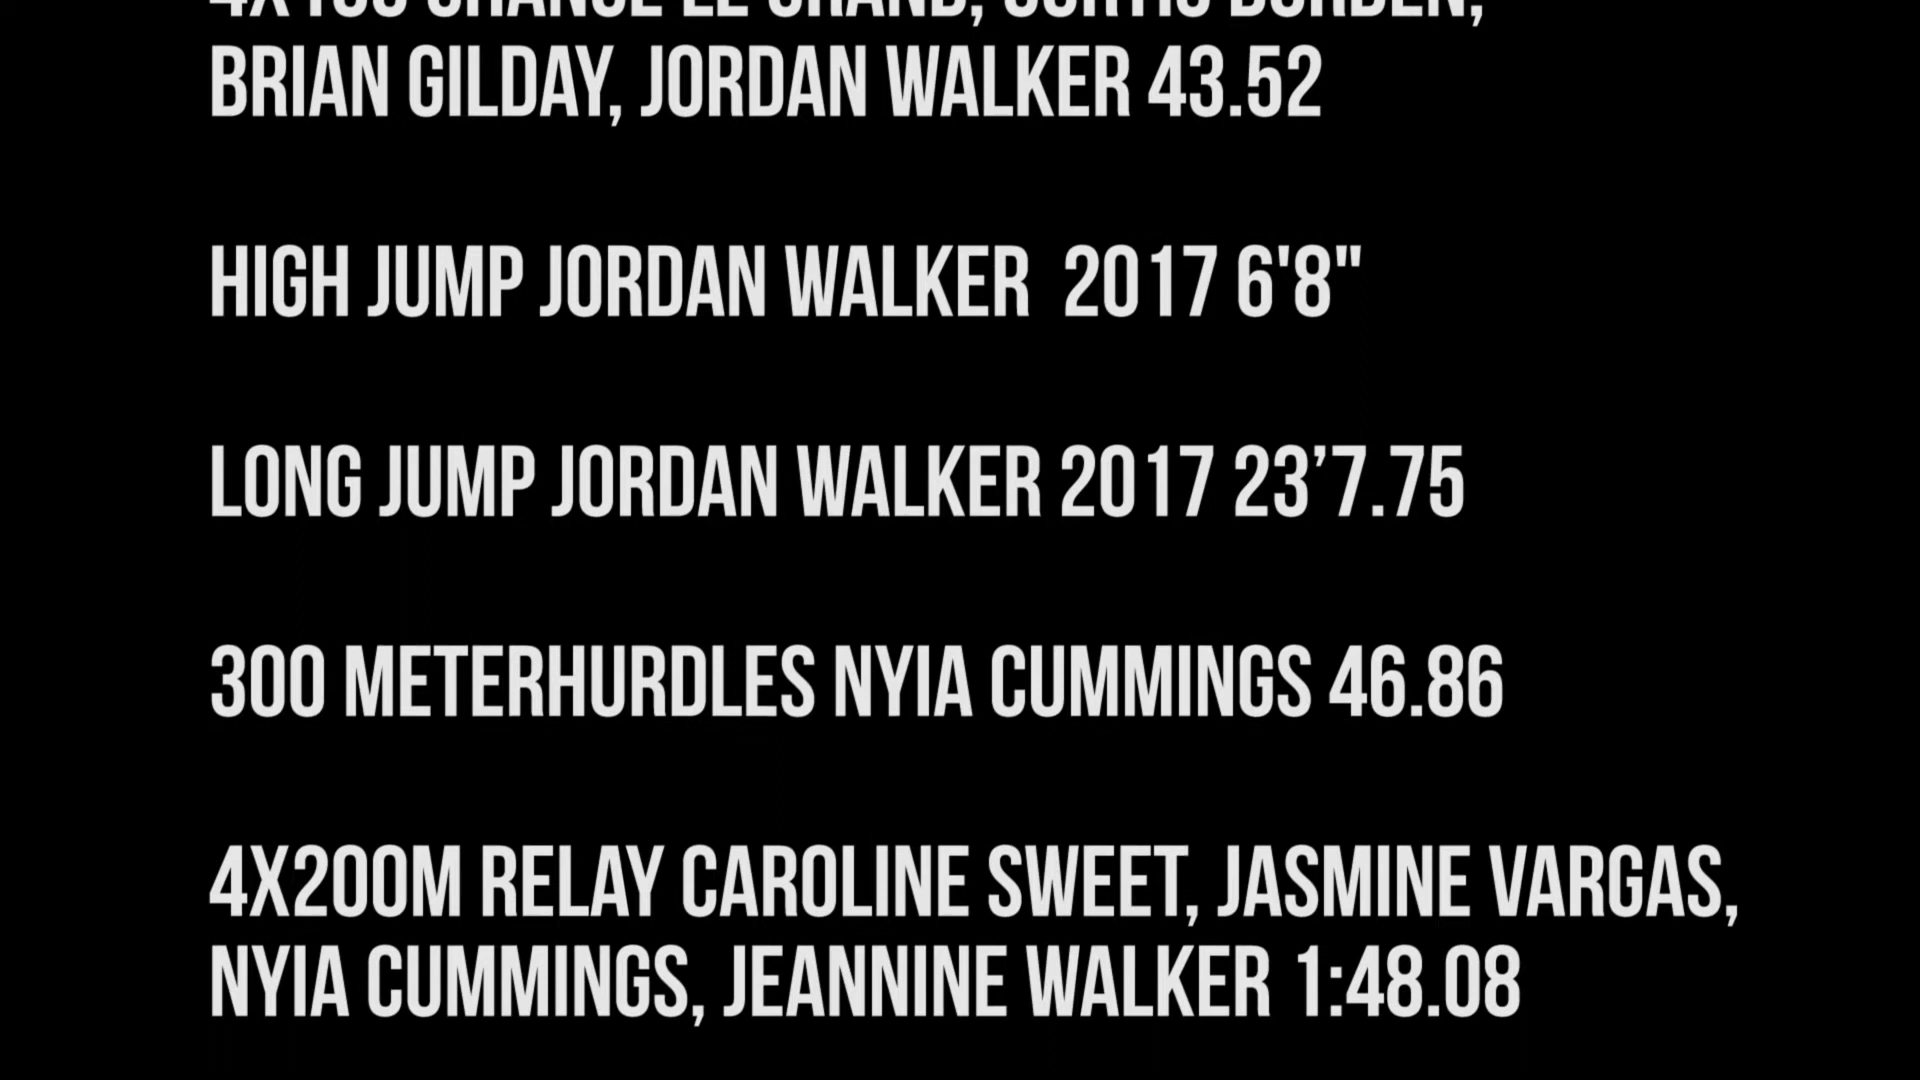 BRIAN GILDAY, JORDAN WALKER 43.52
HIGH JUMP JORDAN WALKER  2017 6'8"
LONG JUMP JORDAN WALKER 2017 23’7.75
300 METERHURDLES NYIA CUMMINGS 46.86
4X200M RELAY CAROLINE SWEET, JASMINE VARGAS,
NYIA CUMMINGS, JEANNINE WALKER 1:48.08